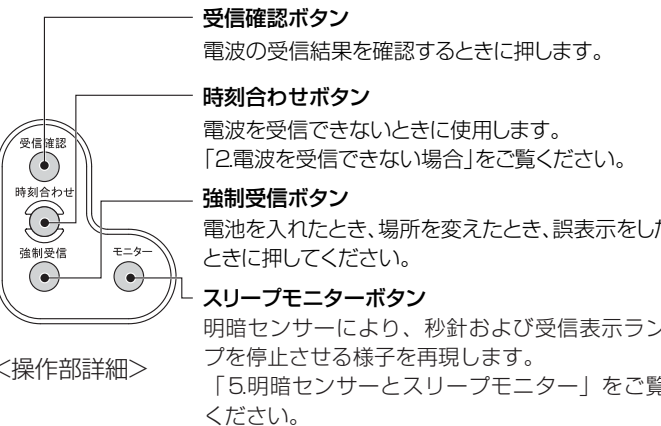 受信確認ボタン
電波の受信結果を確認するときに押します。
時刻合わせボタン
電波を受信できないときに使用します。
「2.電波を受信できない場合」をご覧ください。
強制受信ボタン
電池を入れたとき、場所を変えたとき、誤表示をした
ときに押してください。
スリープモニターボタン
明暗センサーにより、秒針および受信表示ラン
プを停止させる様子を再現します。
「5.明暗センサーとスリープモニター」をご覧
ください。
受信確認
時刻合わせ
強制受信
モニター
<操作部詳細>